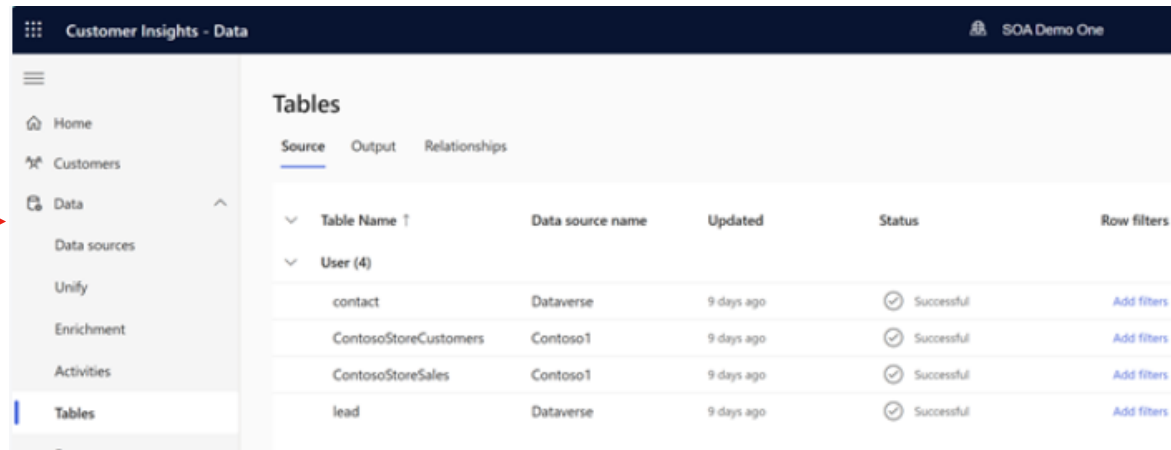 Customer Insights - Data
SOA Demo One
Home
Customers
Data
Data sources
Unify
Enrichment
Activities
Tables
Tables
Source Output Relationships
Table Name ↑ Data source name Updated Status Row filters
User (4)
contact Dataverse 9 days ago Successful Add filters
ContosoStoreCustomers Contoso1 9 days ago Successful Add filters
ContosoStoreSales Contoso1 9 days ago Successful Add filters
lead Dataverse 9 days ago Successful Add filters